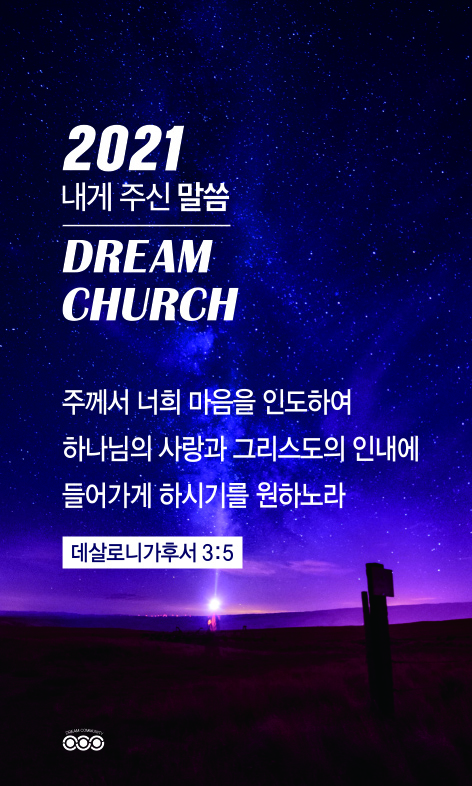 2021
내게 주신 말씀
DREAM
CHURCH
주께서 너희 마음을 인도하여
하나님의 사랑과 그리스도의 인내에
들어가게 하시기를 원하노라
데살로니가후서 3:5
DREAM COMMUNITY